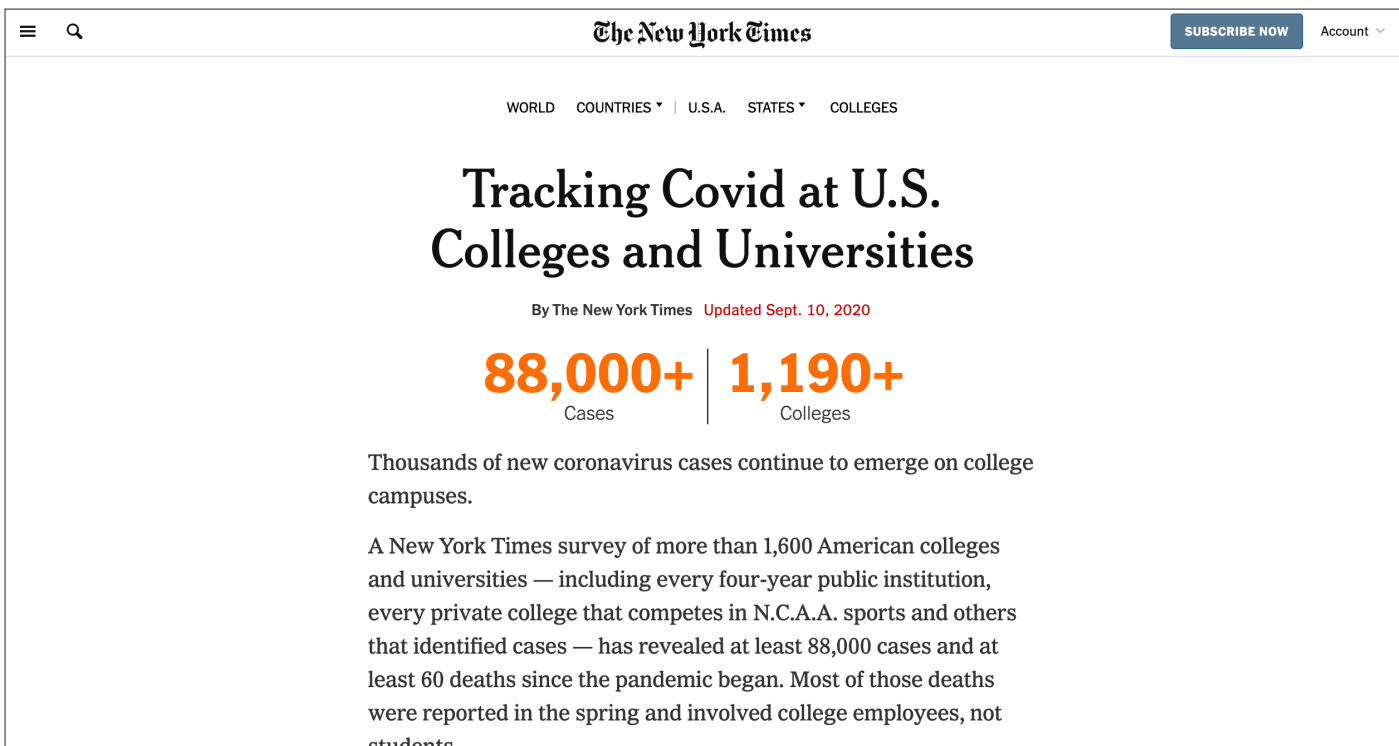 The New York Times
SUBSCRIBE NOW
Account
WORLD COUNTRIES U.S.A. STATES COLLEGES
Tracking Covid at U.S.
Colleges and Universities
By The New York Times Updated Sept. 10, 2020
88,000+ 1,190+
Cases Colleges
Thousands of new coronavirus cases continue to emerge on college
campuses.
A New York Times survey of more than 1,600 American colleges
and universities — including every four-year public institution,
every private college that competes in N.C.A.A. sports and others
that identified cases — has revealed at least 88,000 cases and at
least 60 deaths since the pandemic began. Most of those deaths
were reported in the spring and involved college employees, not
students.